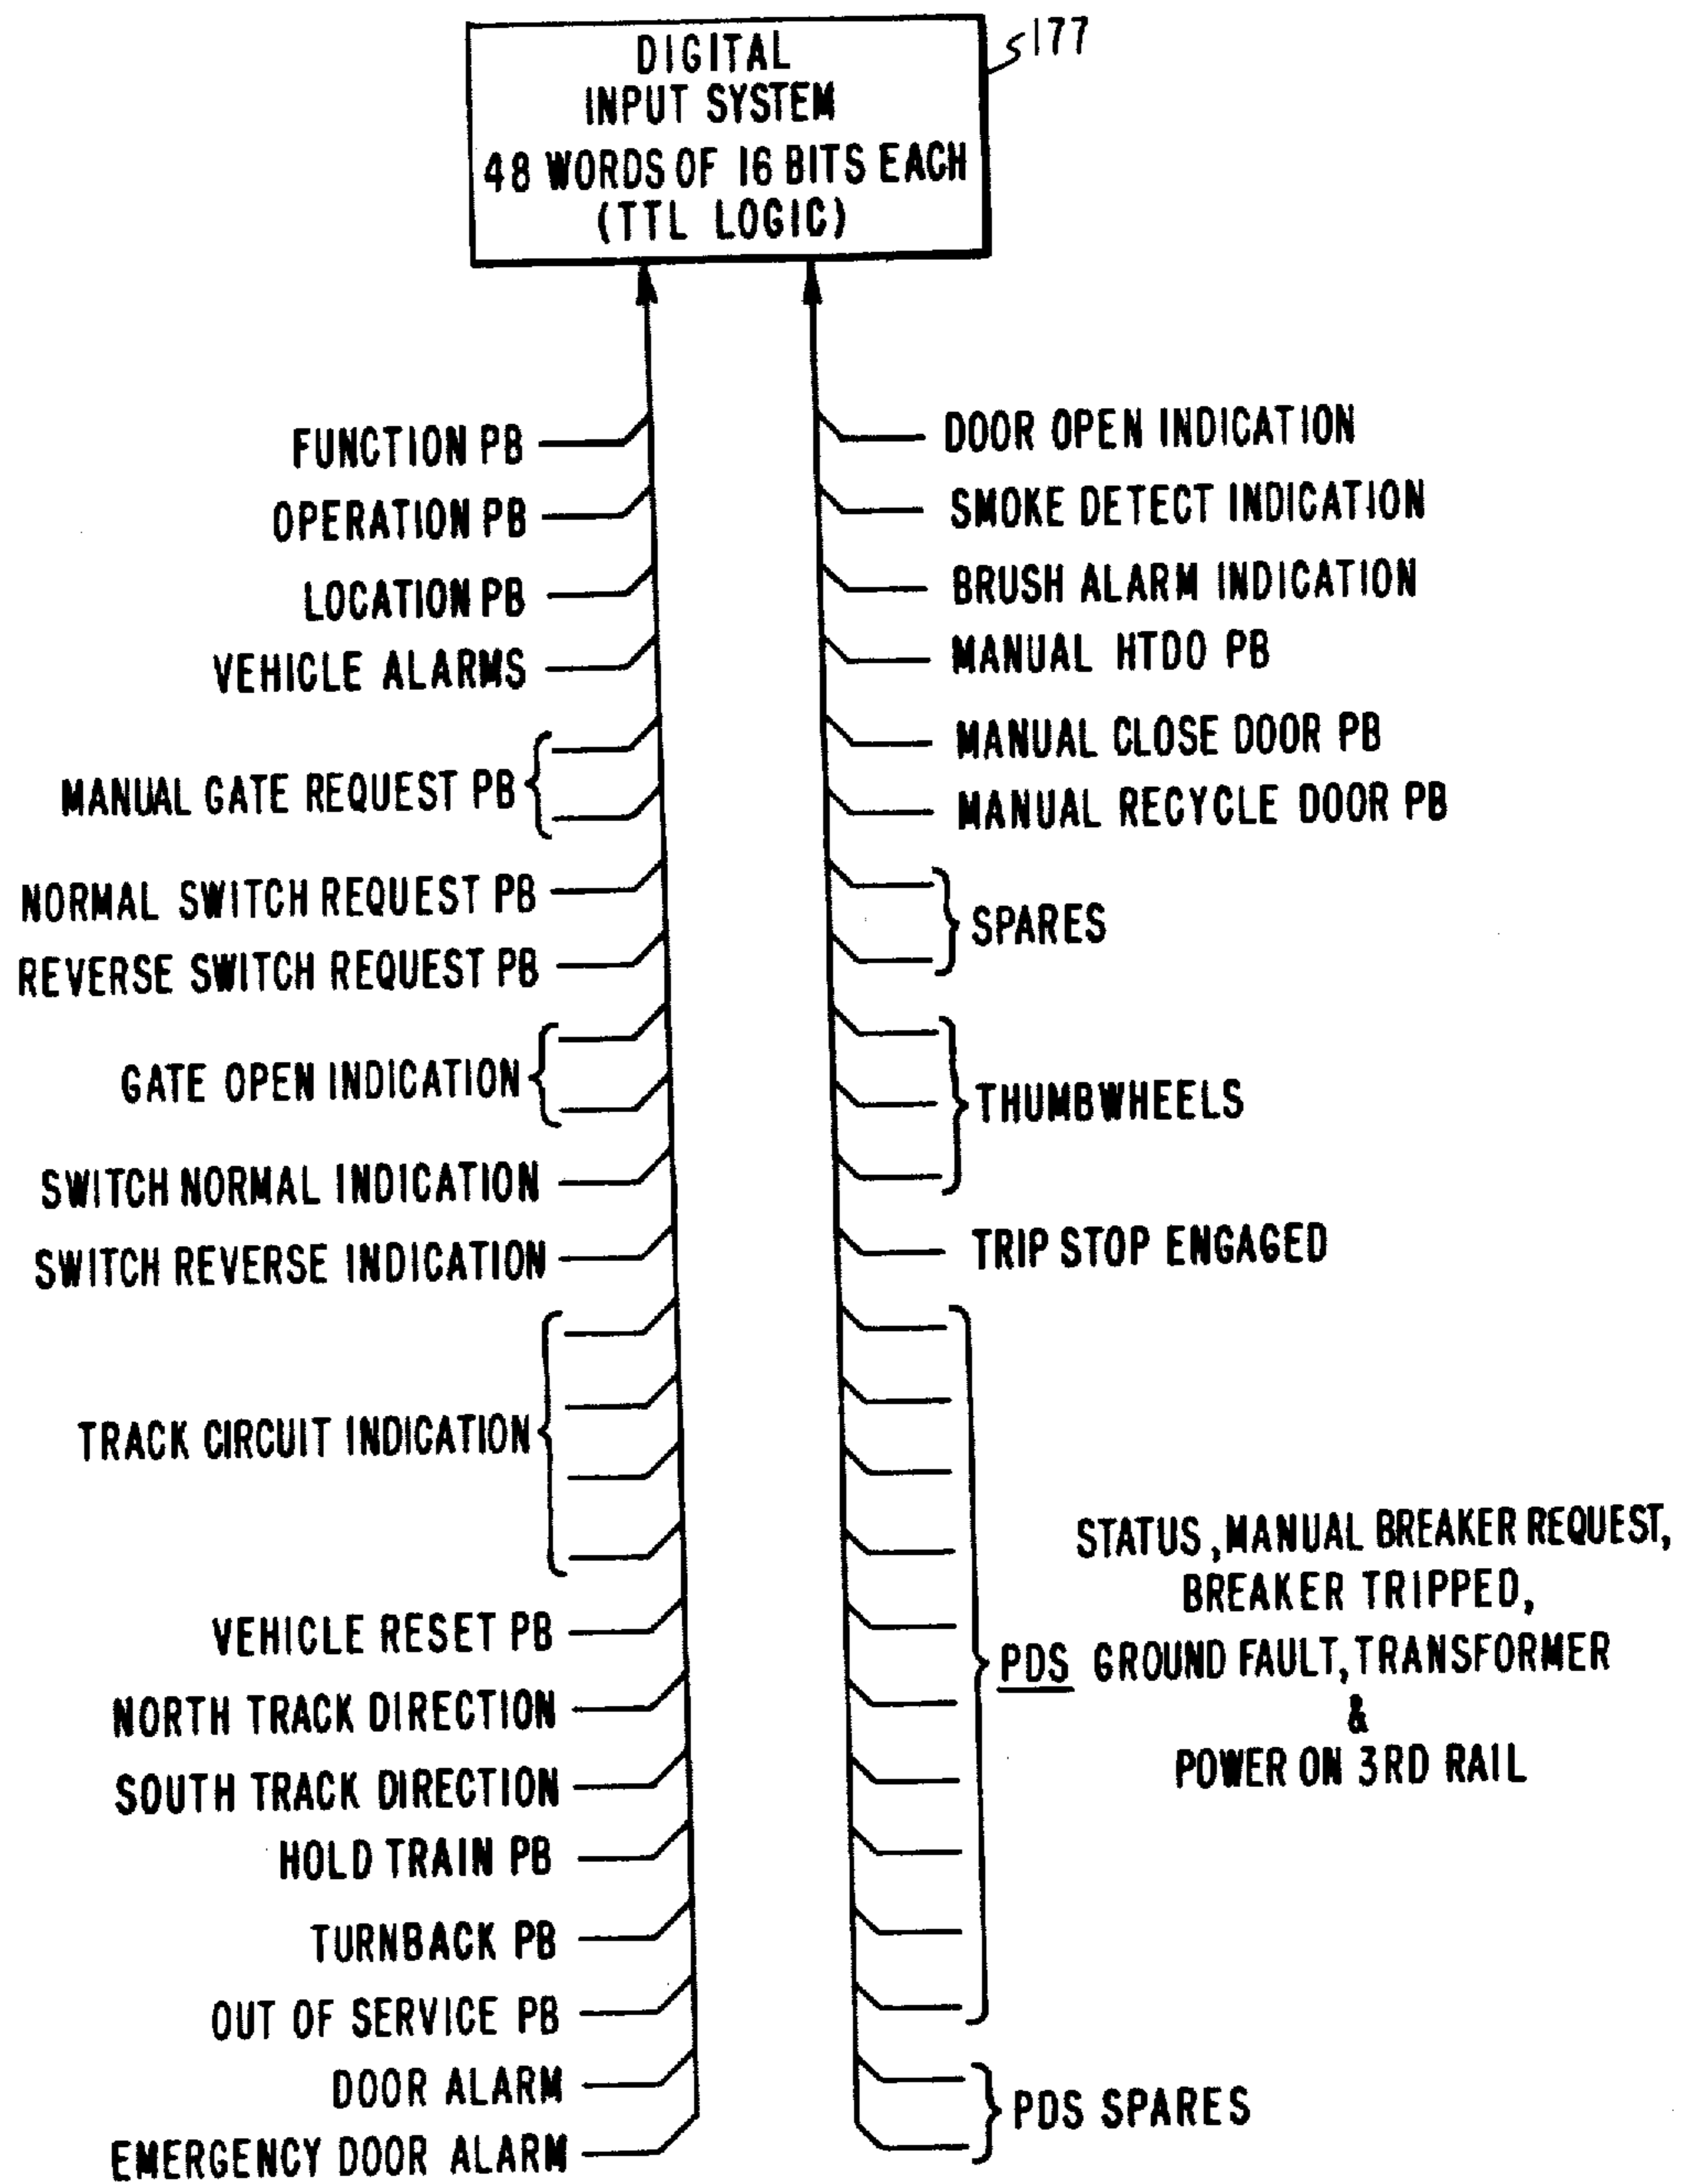 DIGITAL
INPUT SYSTEM
48 WORDS OF 16 BITS EACH
(TTL LOGIC)
177
FUNCTION PB
OPERATION PB
LOCATION PB
VEHICLE ALARMS
MANUAL GATE REQUEST PB
NORMAL SWITCH REQUEST PB
REVERSE SWITCH REQUEST PB
GATE OPEN INDICATION
SWITCH NORMAL INDICATION
SWITCH REVERSE INDICATION
TRACK CIRCUIT INDICATION
VEHICLE RESET PB
NORTH TRACK DIRECTION
SOUTH TRACK DIRECTION
HOLD TRAIN PB
TURNBACK PB
OUT OF SERVICE PB
DOOR ALARM
EMERGENCY DOOR ALARM
DOOR OPEN INDICATION
SMOKE DETECT INDICATION
BRUSH ALARM INDICATION
MANUAL HTDO PB
MANUAL CLOSE DOOR PB
MANUAL RECYCLE DOOR PB
SPARES
THUMBWHEELS
TRIP STOP ENGAGED
STATUS, MANUAL BREAKER REQUEST,
BREAKER TRIPPED,
PDS GROUND FAULT, TRANSFORMER
&
POWER ON 3RD RAIL
PDS SPARES